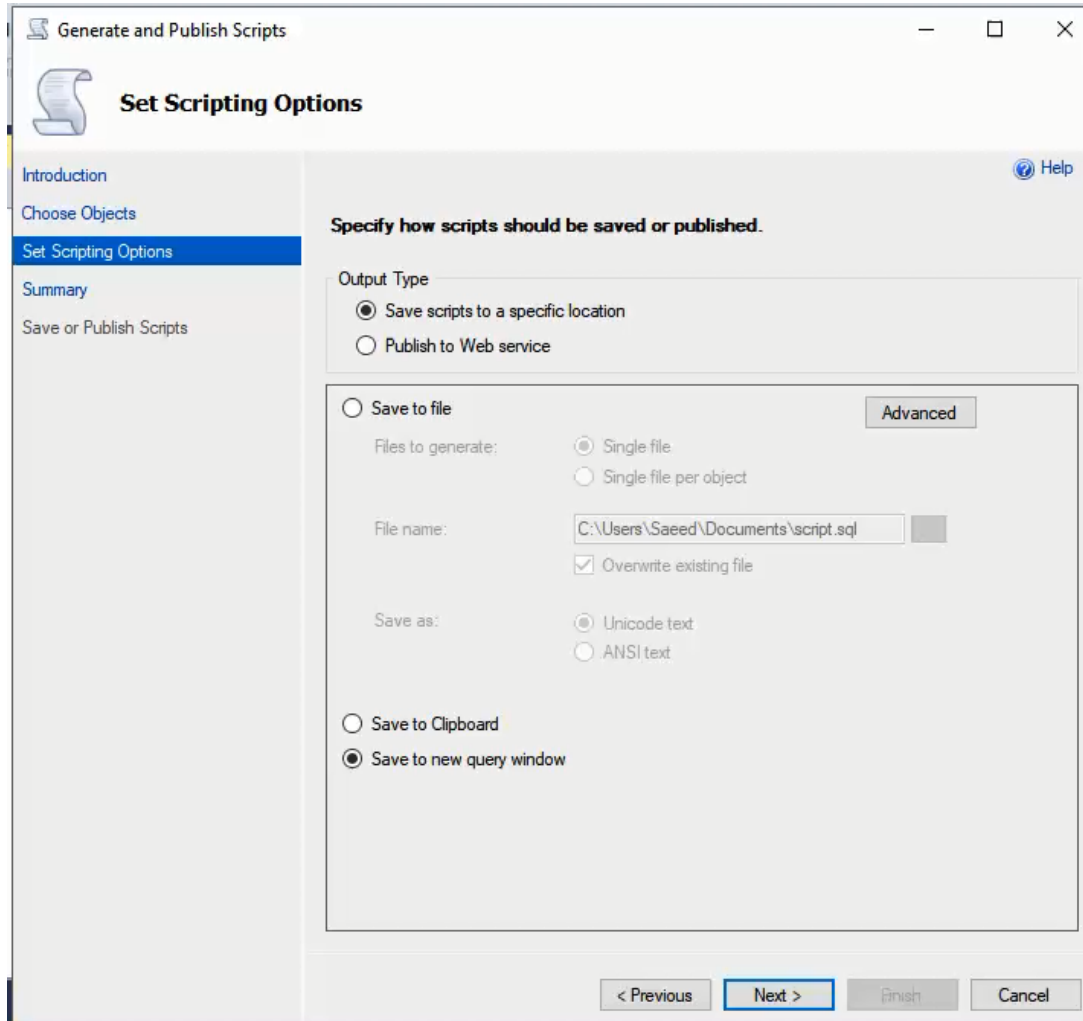 Generate and Publish Scripts
Set Scripting Options
Introduction
Choose Objects
Set Scripting Options
Summary
Save or Publish Scripts
Help
Specify how scripts should be saved or published.
Output Type
Save scripts to a specific location
Publish to Web service
Save to file
Advanced
Files to generate:
Single file
Single file per object
File name:
C:\Users\Saeed\Documents\script.sql
Overwrite existing file
Save as:
Unicode text
ANSI text
Save to Clipboard
Save to new query window
< Previous
Next >
Finish
Cancel